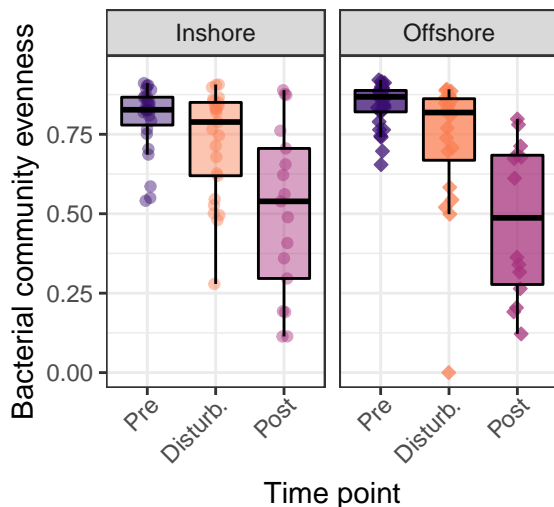 Inshore Offshore
Bacterial community evenness
0.75
0.50
0.25
0.00
Pre Disturb. Post Pre Disturb. Post
Time point